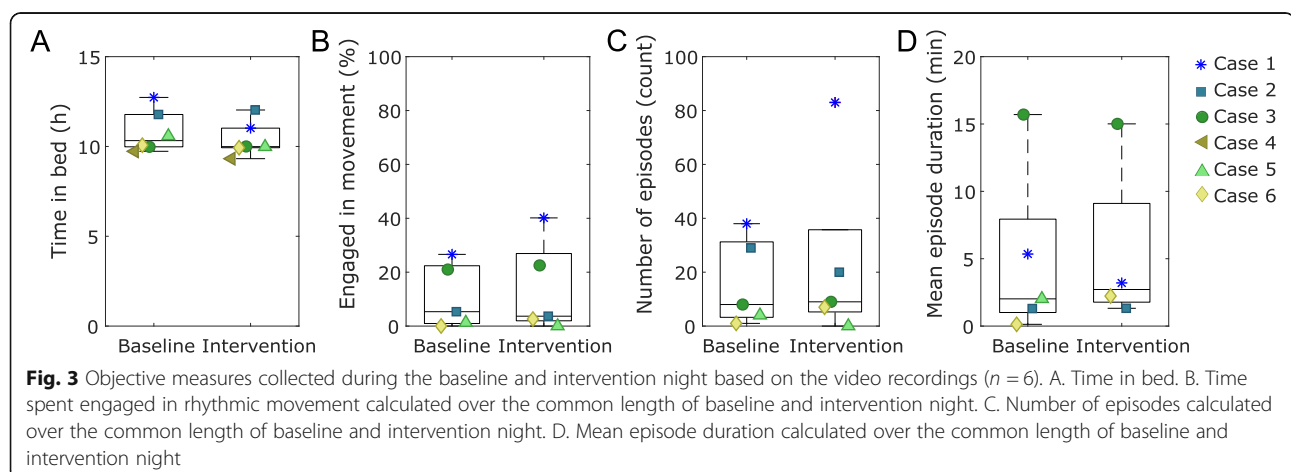 A
B
C
D
Time in bed (h)
15
10
5
0
Baseline Intervention
Engaged in movement (%)
100
80
60
40
20
0
Baseline Intervention
Number of episodes (count)
100
80
60
40
20
0
Baseline Intervention
Mean episode duration (min)
20
15
10
5
0
Baseline Intervention
Case 1
Case 2
Case 3
Case 4
Case 5
Case 6
Fig. 3 Objective measures collected during the baseline and intervention night based on the video recordings (n = 6). A. Time in bed. B. Time
spent engaged in rhythmic movement calculated over the common length of baseline and intervention night. C. Number of episodes calculated
over the common length of baseline and intervention night. D. Mean episode duration calculated over the common length of baseline and
intervention night